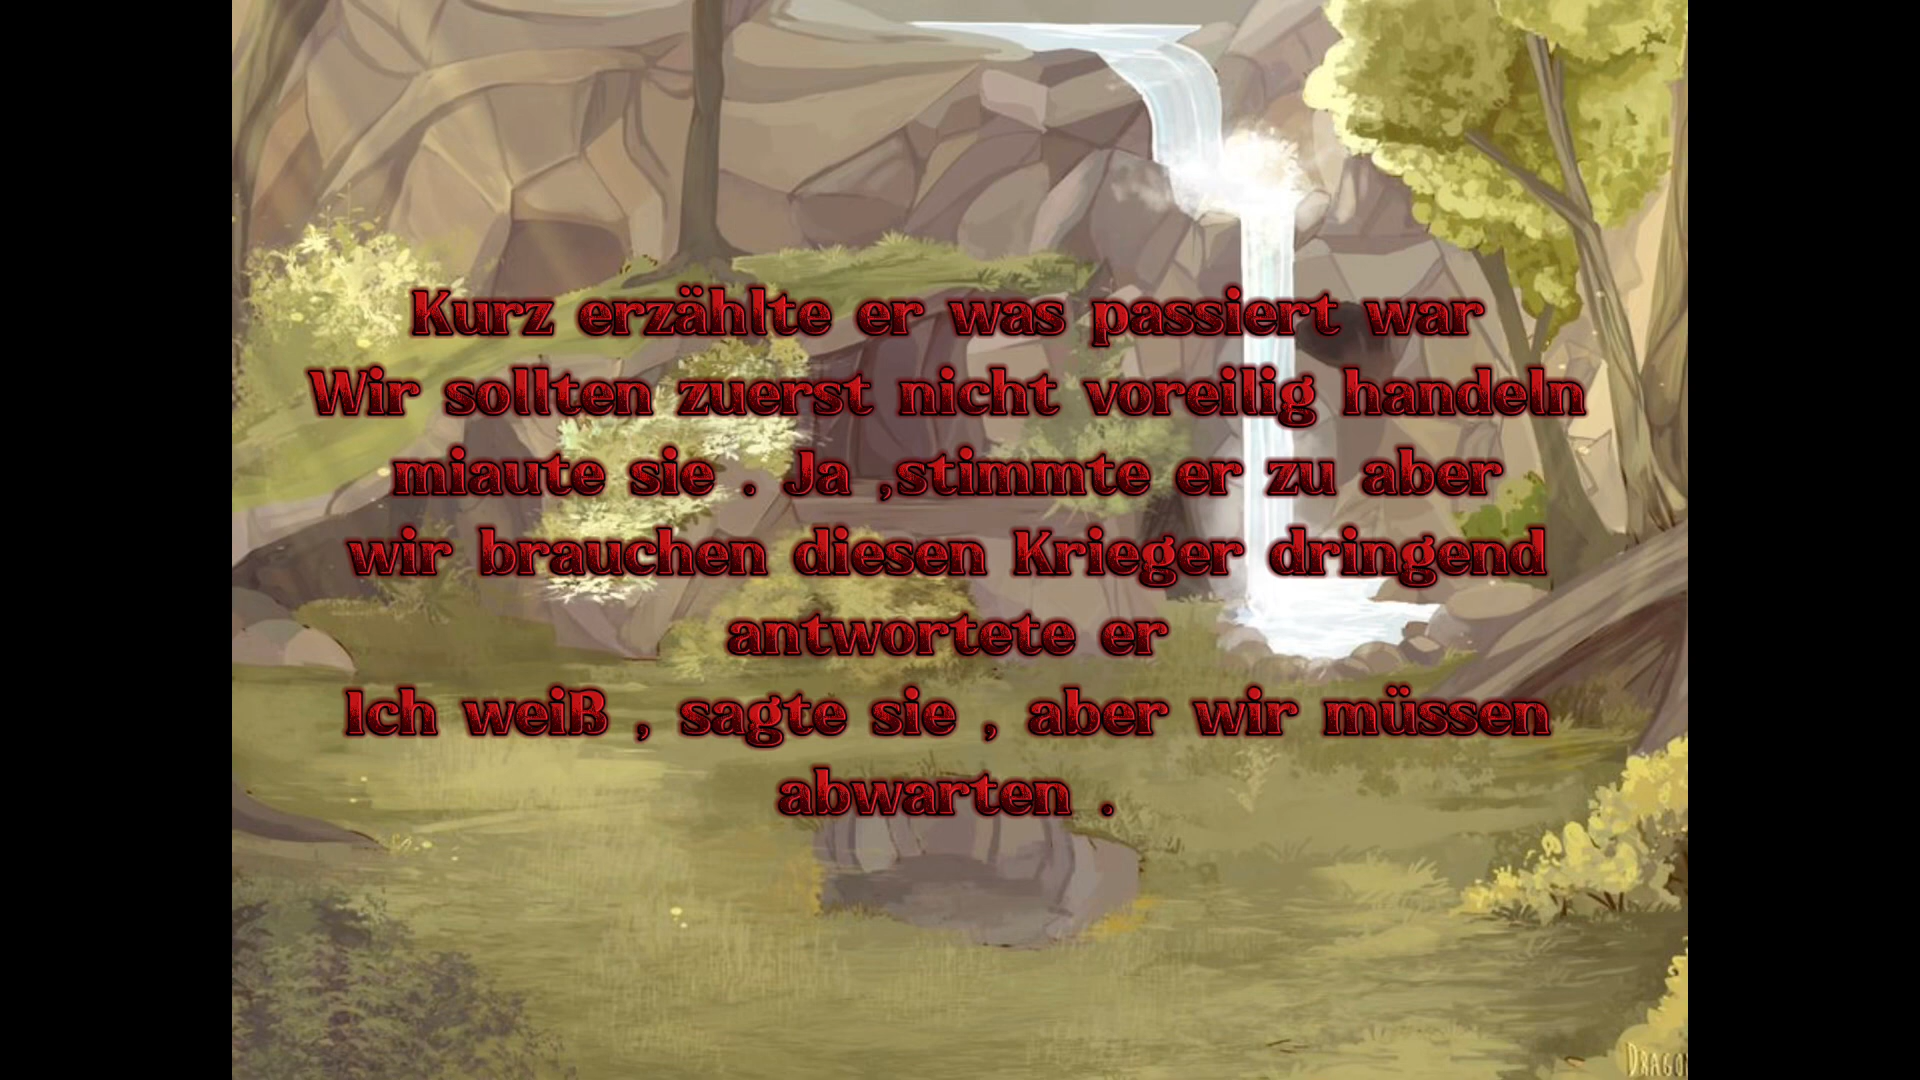 Kurz erzählte er was passiert war
Wir sollten zuerst nicht voreilig handeln
miaute sie . Ja ,stimmte er zu aber
wir brauchen diesen Krieger dringend
antwortete er
Ich weiß , sagte sie , aber wir müssen
abwarten .